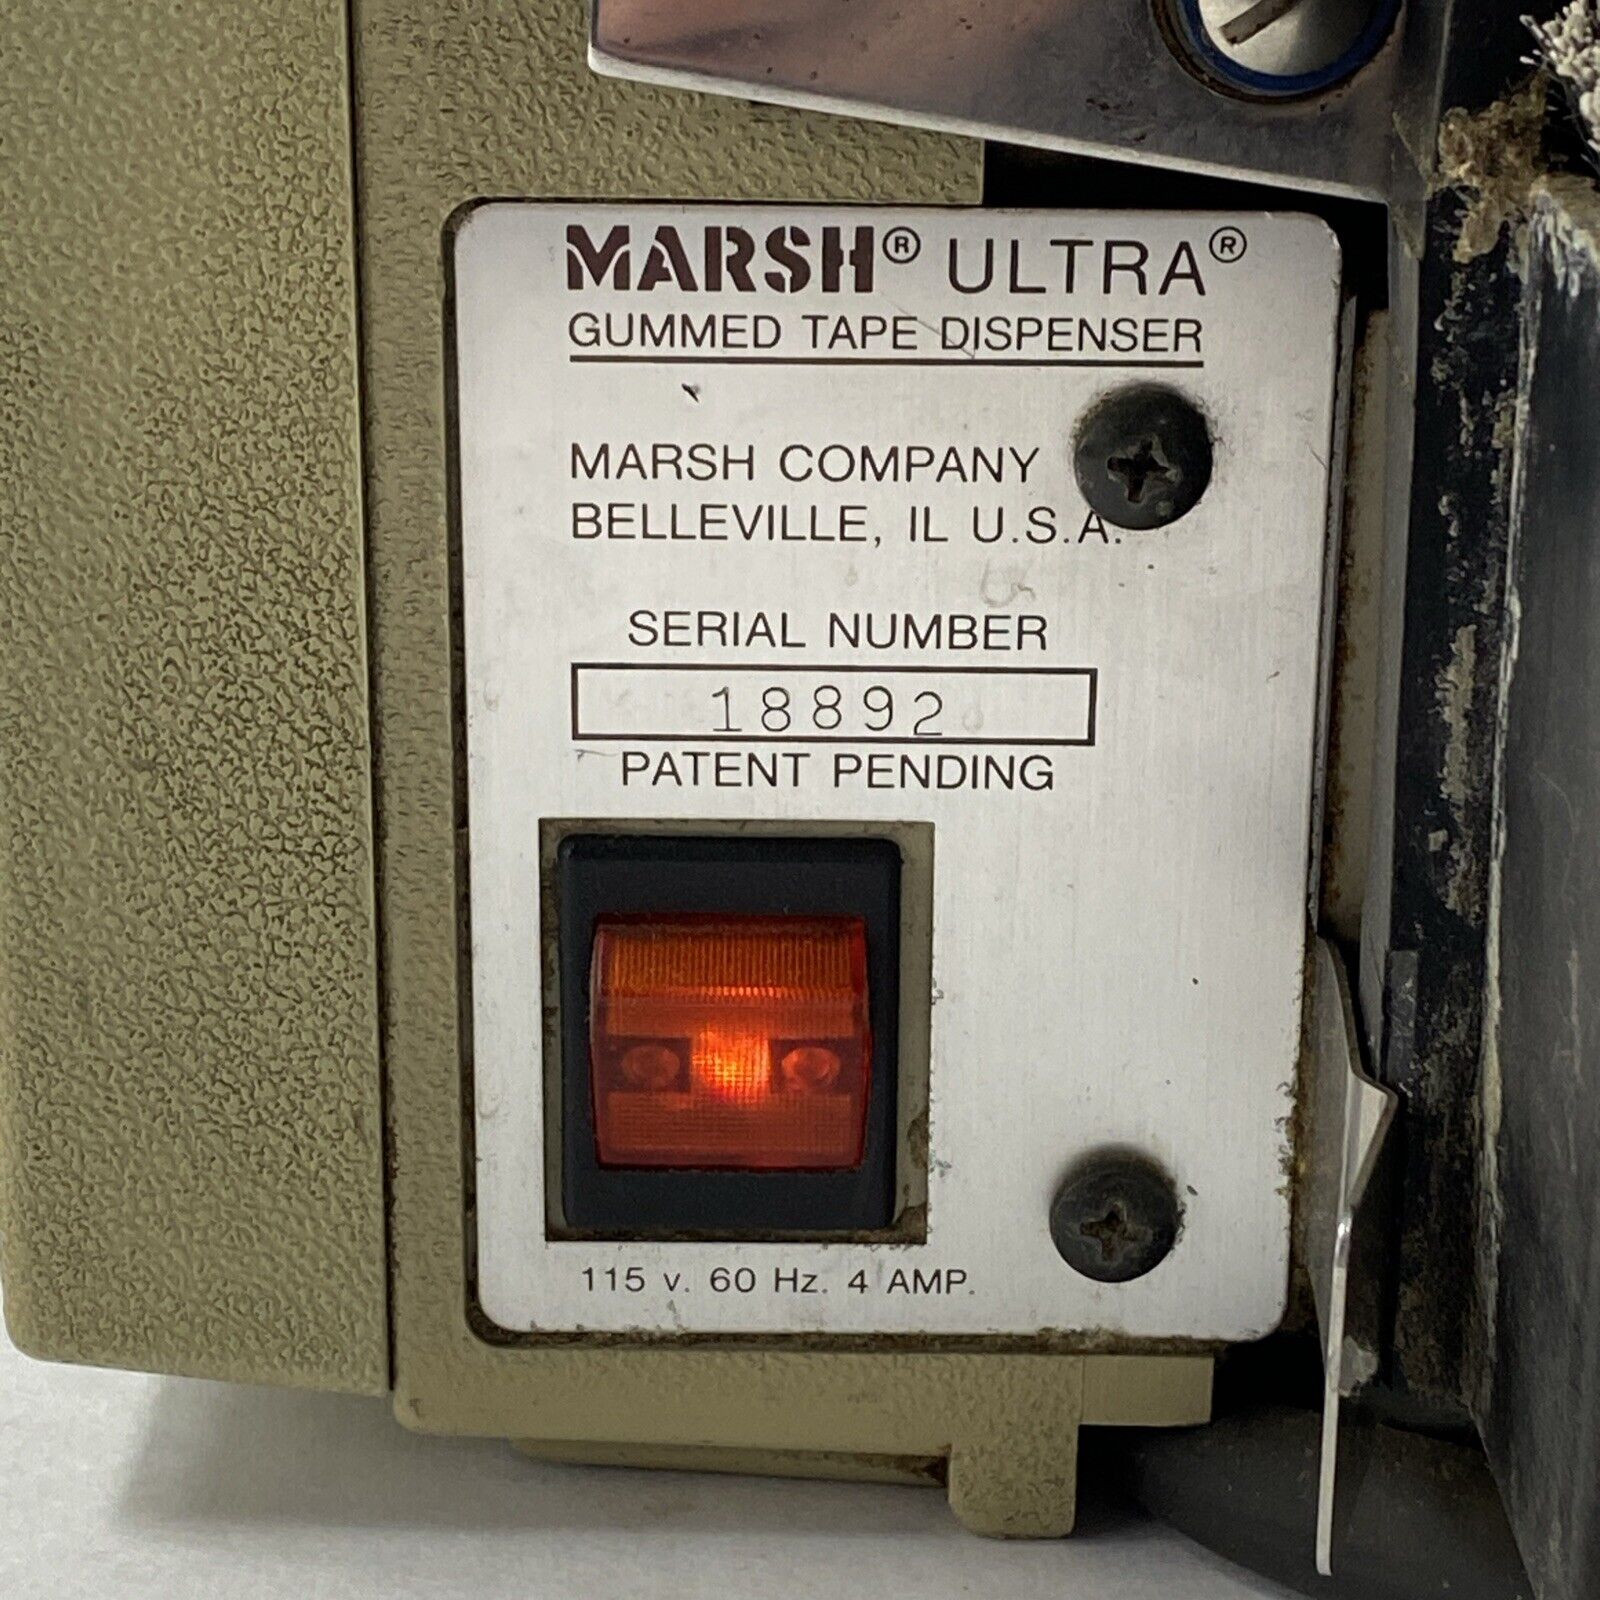 MARSH® ULTRA®
GUMMED TAPE DISPENSER
MARSH COMPANY
BELLEVILLE, IL U.S.A.
SERIAL NUMBER
18892
PATENT PENDING
115 v. 60 Hz. 4 AMP.